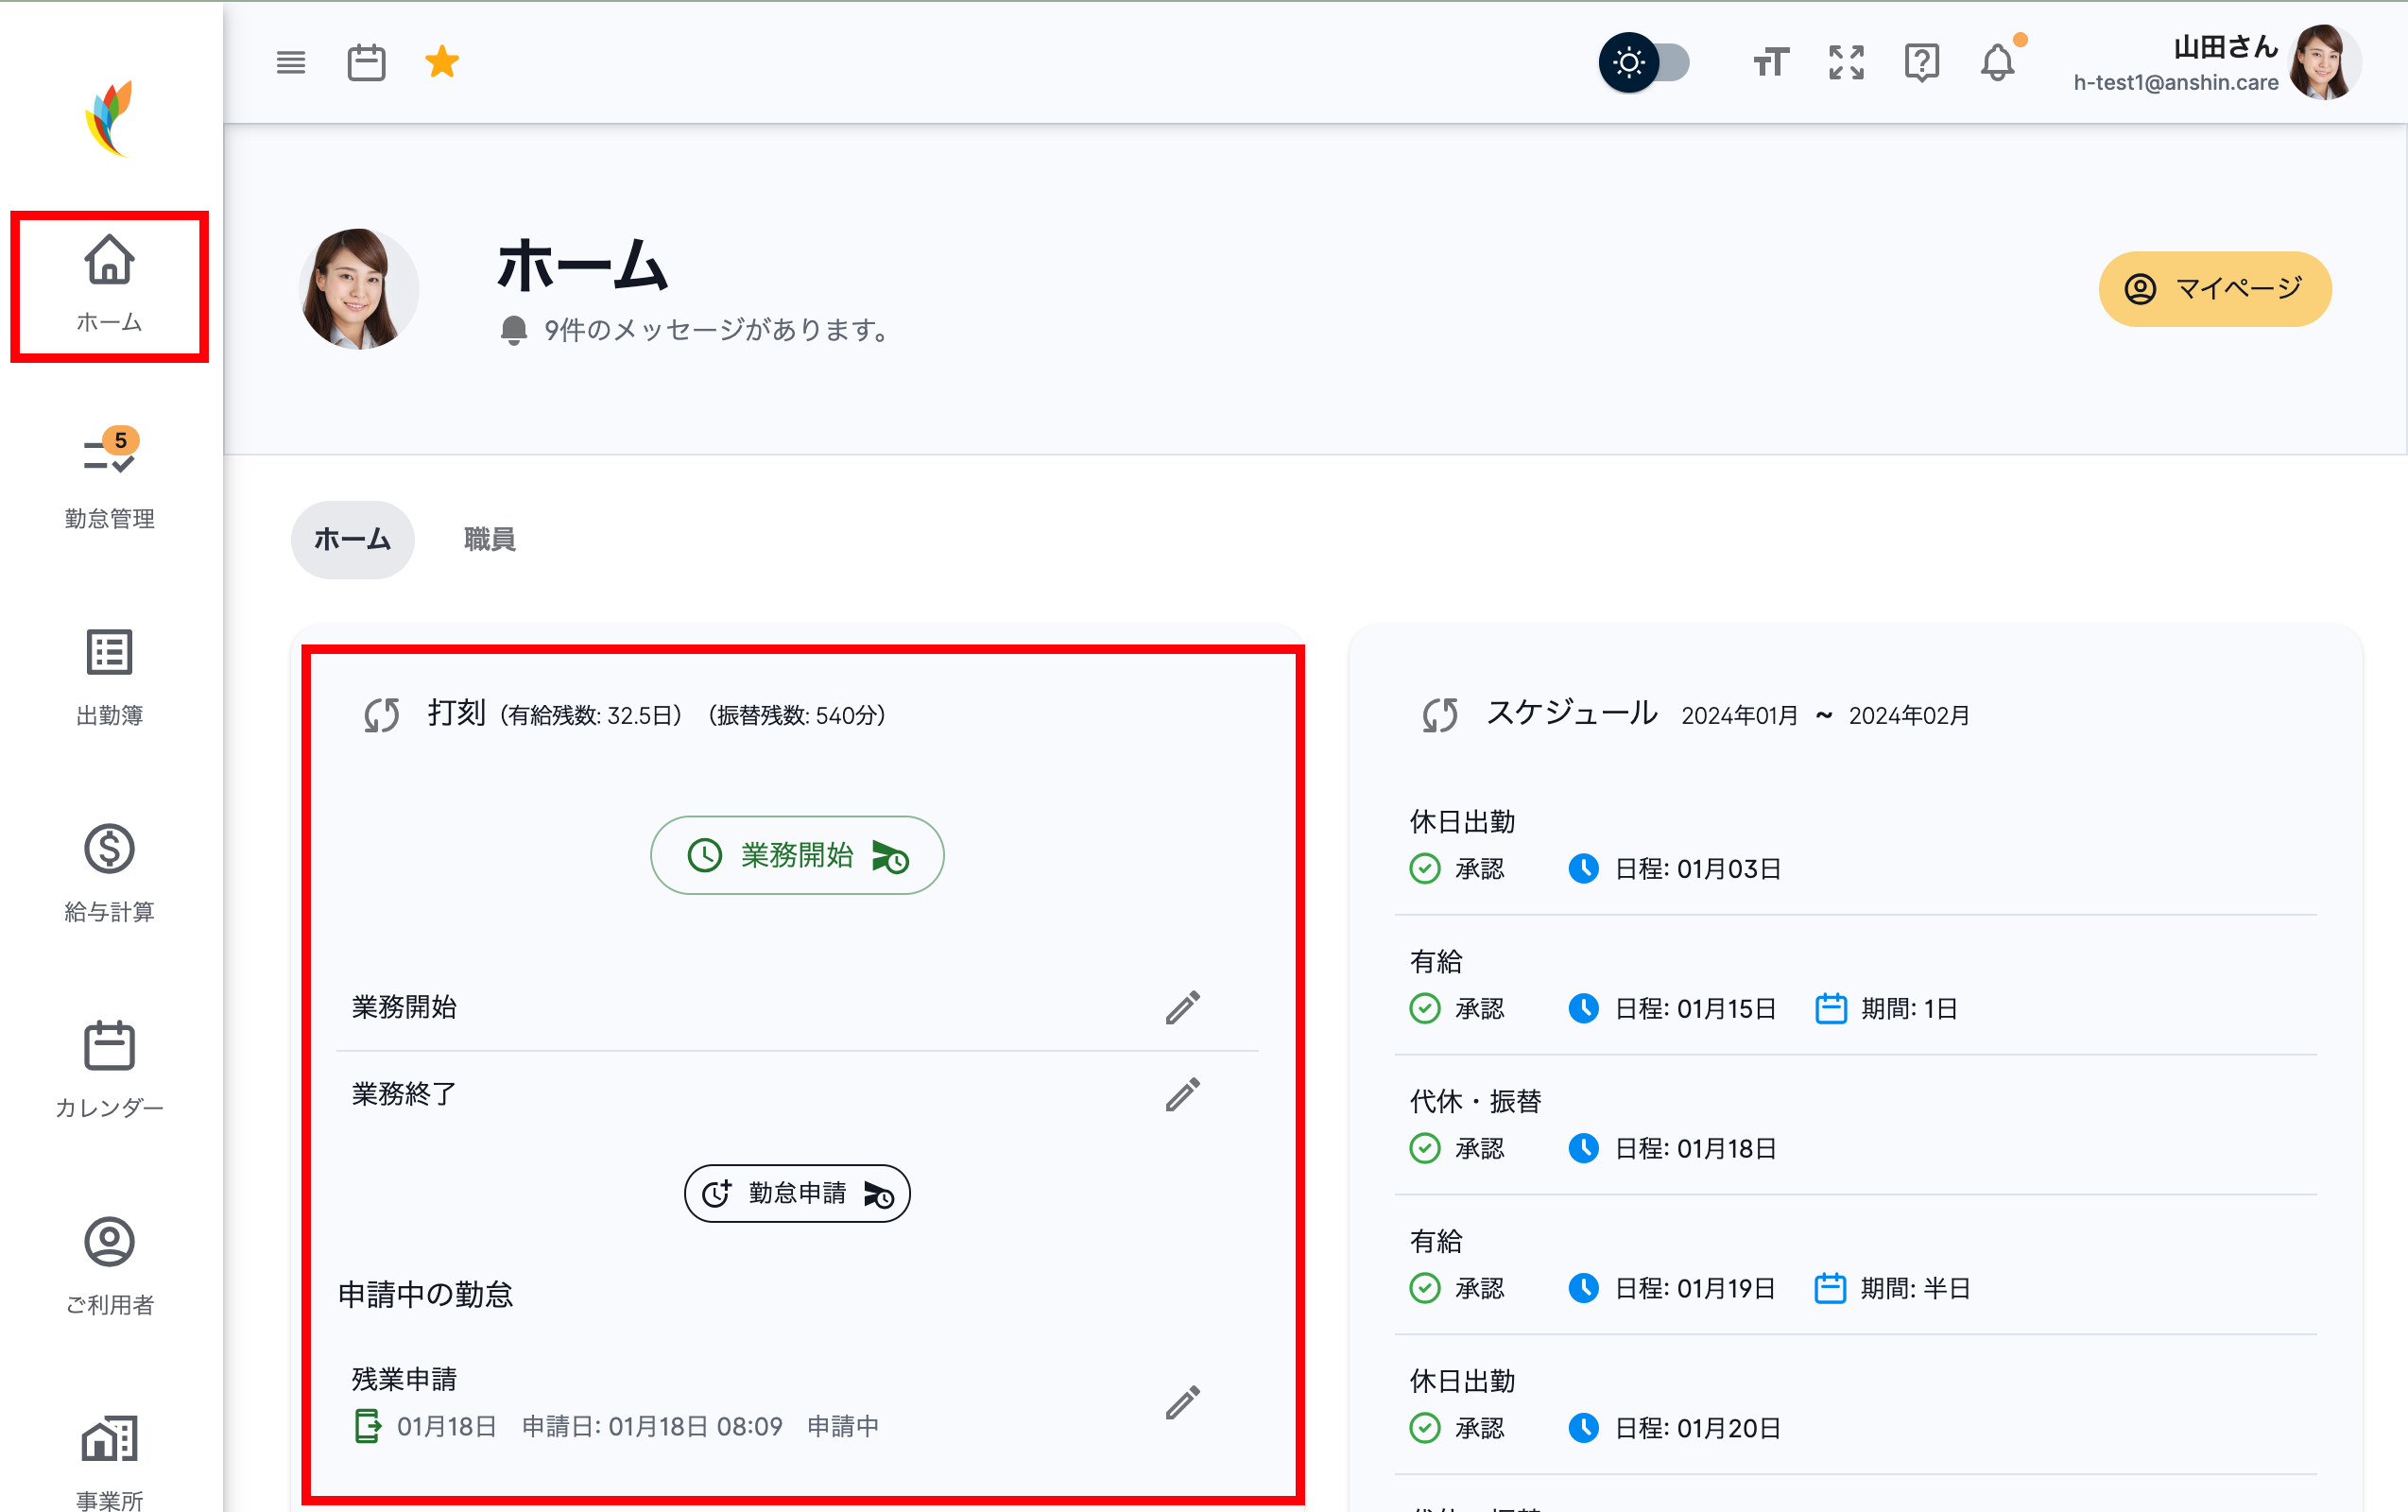 山田さん
h-test1@anshin.care
ホーム
5
勤怠管理
出勤簿
給与計算
カレンダー
ご利用者
事業所
ホーム
9件のメッセージがあります。
マイページ
ホーム 職員
打刻 (有給残数: 32.5日) (振替残数: 540分)
業務開始
業務開始
業務終了
勤怠申請
申請中の勤怠
残業申請
01月18日 申請日: 01月18日 08:09 申請中
スケジュール 2024年01月 ~ 2024年02月
休日出勤
承認 日程: 01月03日
有給
承認 日程: 01月15日 期間: 1日
代休・振替
承認 日程: 01月18日
有給
承認 日程: 01月19日 期間: 半日
休日出勤
承認 日程: 01月20日